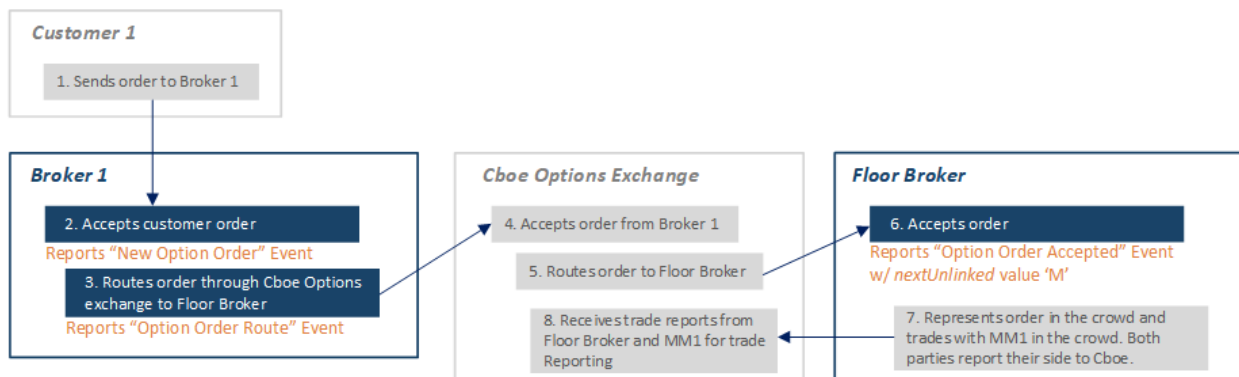 Customer 1
1. Sends order to Broker 1
Broker 1
2. Accepts customer order
Reports “New Option Order” Event
3. Routes order through Cboe Options
exchange to Floor Broker
Reports “Option Order Route” Event
Cboe Options Exchange
4. Accepts order from Broker 1
5. Routes order to Floor Broker
8. Receives trade reports from
Floor Broker and MM1 for trade
Reporting
Floor Broker
6. Accepts order
Reports “Option Order Accepted” Event
w/ nextUnlinked value ‘M’
7. Represents order in the crowd and
trades with MM1 in the crowd. Both
parties report their side to Cboe.